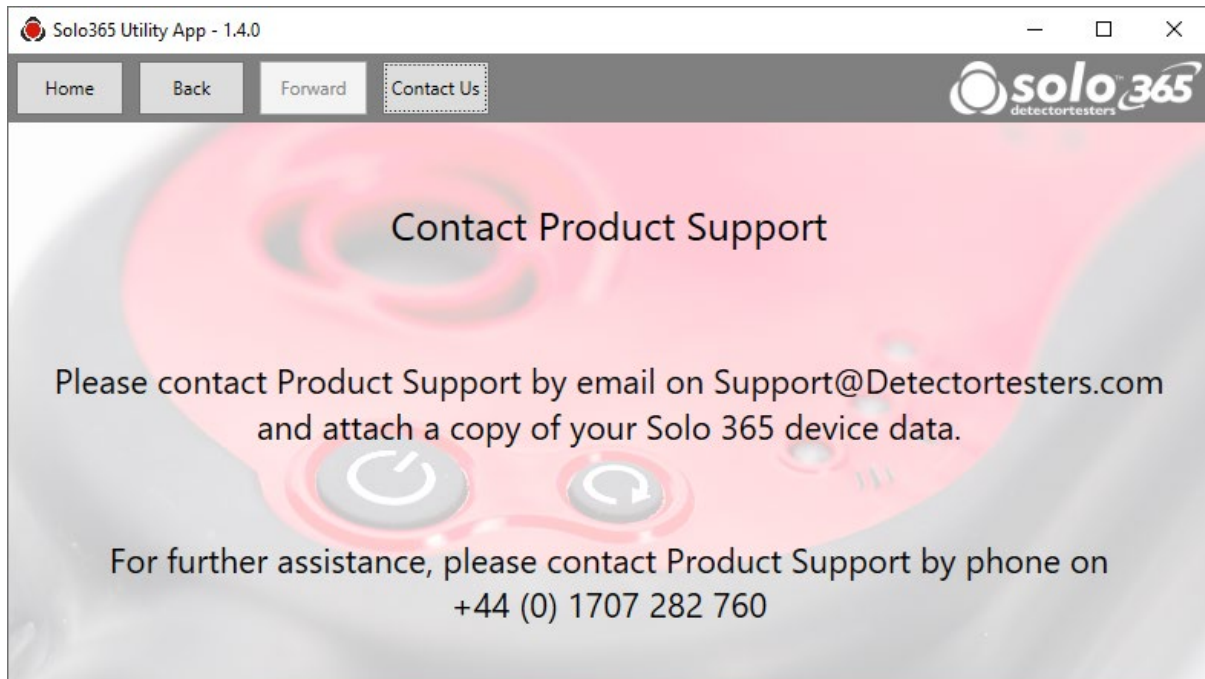 Solo365 Utility App - 1.4.0
Home Back Forward Contact Us
solo™ 365
detectortesters
Contact Product Support
Please contact Product Support by email on Support@Detectortesters.com
and attach a copy of your Solo 365 device data.
For further assistance, please contact Product Support by phone on
+44 (0) 1707 282 760